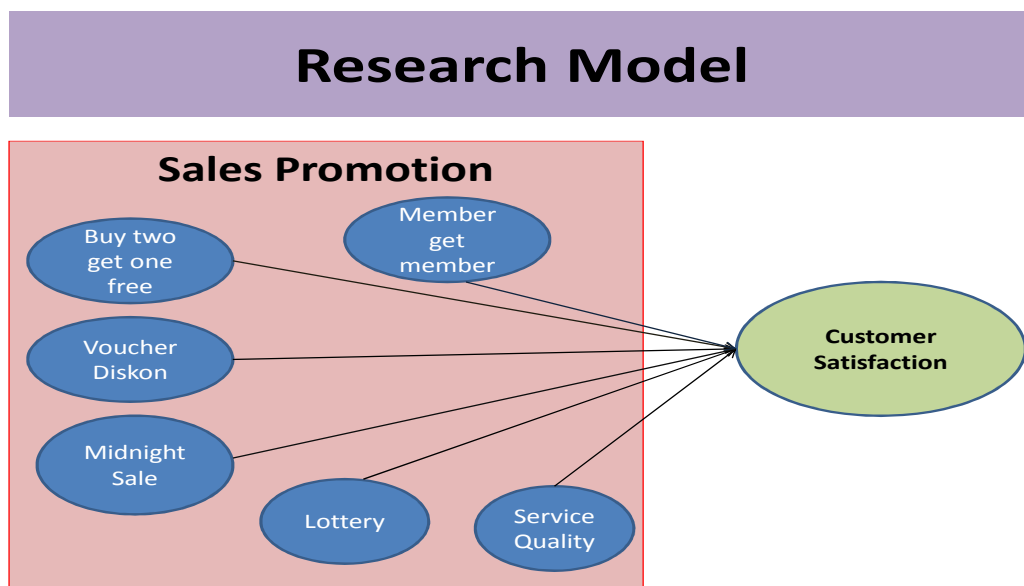 Research Model
Sales Promotion
Member
get
member
Buy two
get one
free
Voucher
Diskon
Midnight
Sale
Lottery
Service
Quality
Customer
Satisfaction